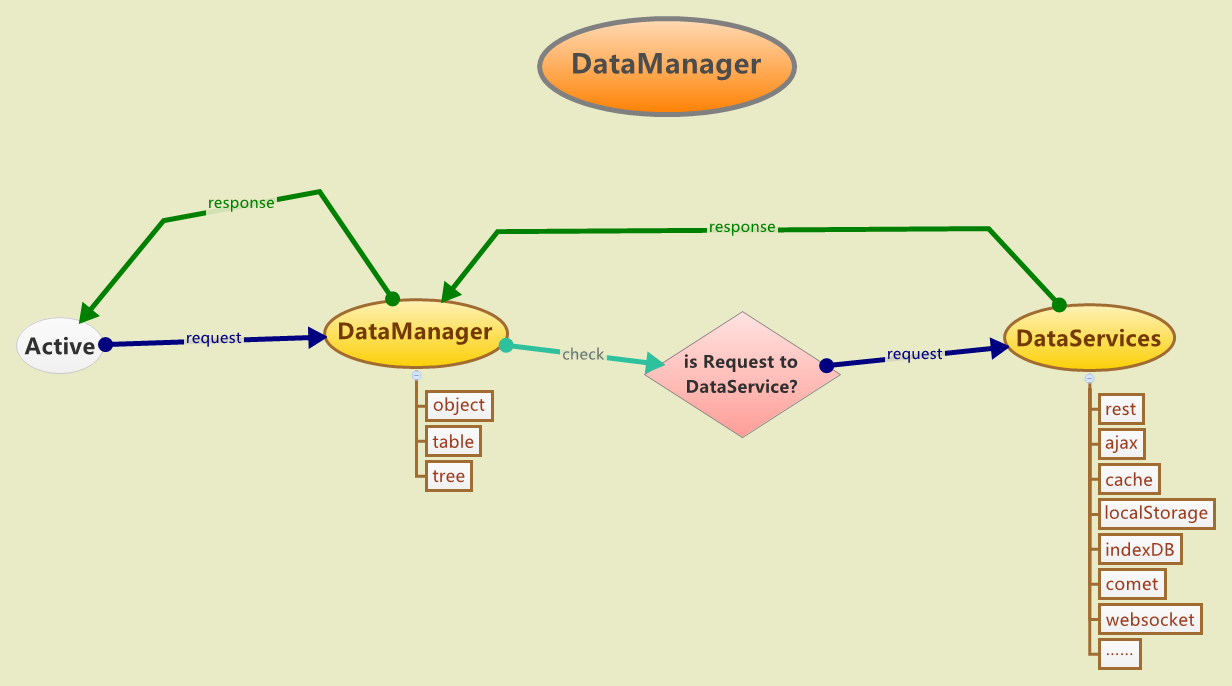 DataManager
response
response
Active
request
DataManager
check
is Request to
DataService?
request
DataServices
object
table
tree
rest
ajax
cache
localStorage
indexDB
comet
websocket
......